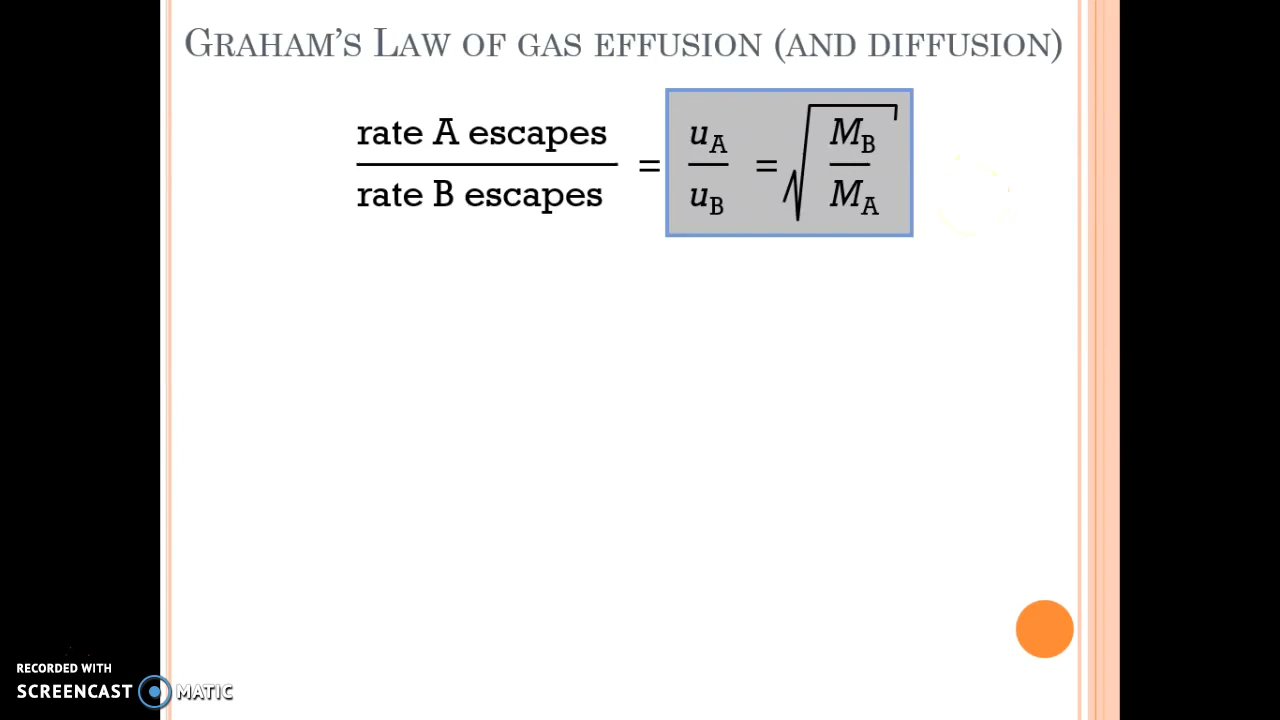 GRAHAM'S LAW OF GAS EFFUSION (AND DIFFUSION)
rate A escapes / rate B escapes = u_A / u_B = √(M_B / M_A)
RECORDED WITH
SCREENCAST MATIC